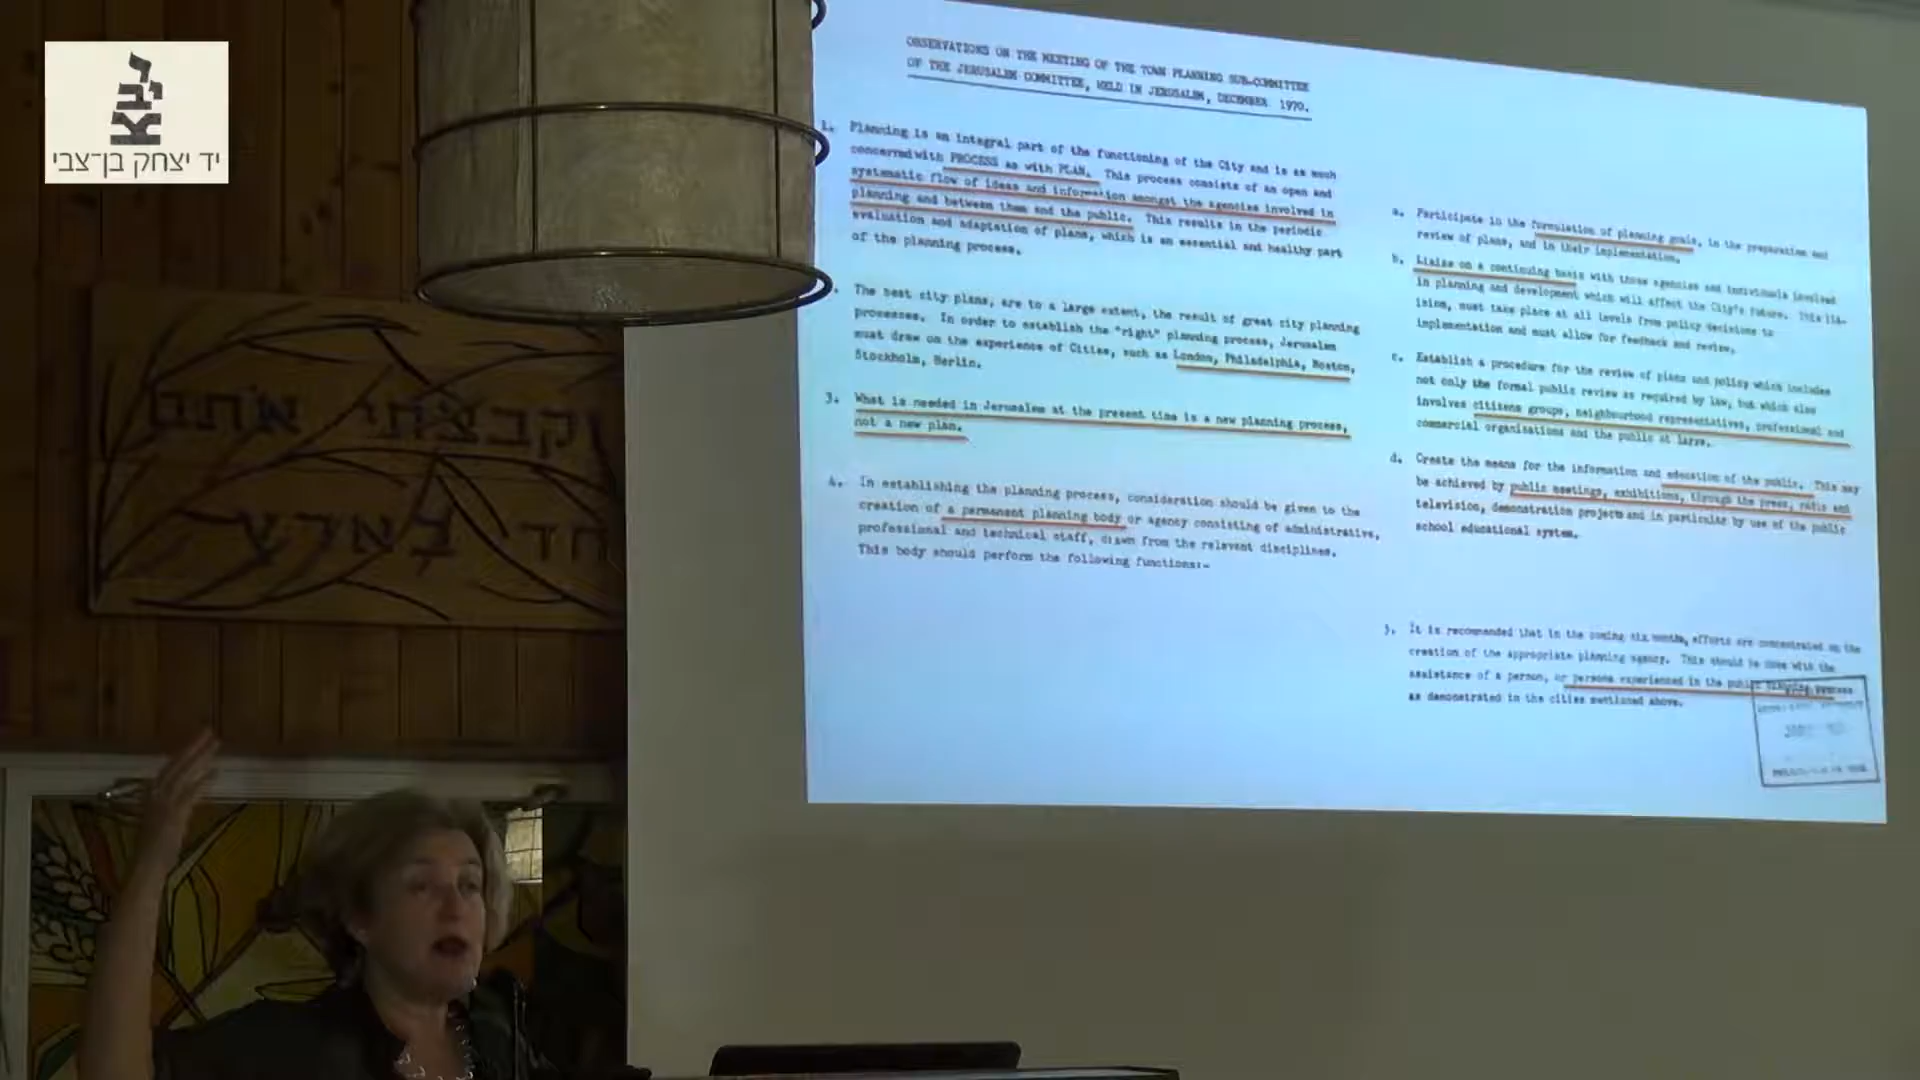 יבצ
יד יצחק בן־צבי
וקבצתי אתם
OBSERVATIONS ON THE MEETING OF THE TOWN PLANNING SUB-COMMITTEE
OF THE JERUSALEM COMMITTEE, HELD IN JERUSALEM, DECEMBER 1970.
1. Planning is an integral part of the functioning of the City and is as much
concerned with PROCESS as with PLAN. This process consists of an open and
systematic flow of ideas and information amongst the agencies involved in
planning and between them and the public. This results in the periodic
evaluation and adaptation of plans, which is an essential and healthy part
of the planning process.
The best city plans, are to a large extent, the result of great city planning
processes. In order to establish the "right" planning process, Jerusalem
must draw on the experience of Cities, such as London, Philadelphia, Boston,
Stockholm, Berlin.
3. What is needed in Jerusalem at the present time is a new planning process,
not a new plan.
4. In establishing the planning process, consideration should be given to the
creation of a permanent planning body or agency consisting of administrative,
professional and technical staff, drawn from the relevant disciplines.
This body should perform the following functions:-
a. Participate in the formulation of planning goals, in the preparation and
review of plans, and in their implementation.
b. Liaise on a continuing basis with those agencies and individuals involved
in planning and development which will affect the City's future. This lia-
ision, must take place at all levels from policy decisions to
implementation and must allow for feedback and review.
c. Establish a procedure for the review of plans and policy which includes
not only the formal public review as required by law, but which also
involves citizens groups, neighbourhood representatives, professional and
commercial organizations and the public at large.
d. Create the means for the information and education of the public. This may
be achieved by public meetings, exhibitions, through the press, radio and
television, demonstration projects and in particular by use of the public
school educational system.
5. It is recommended that in the coming six months, efforts are concentrated on the
creation of the appropriate planning agency. This should be done with the
assistance of a person, or persons experienced in the public planning process
as demonstrated in the cities mentioned above.